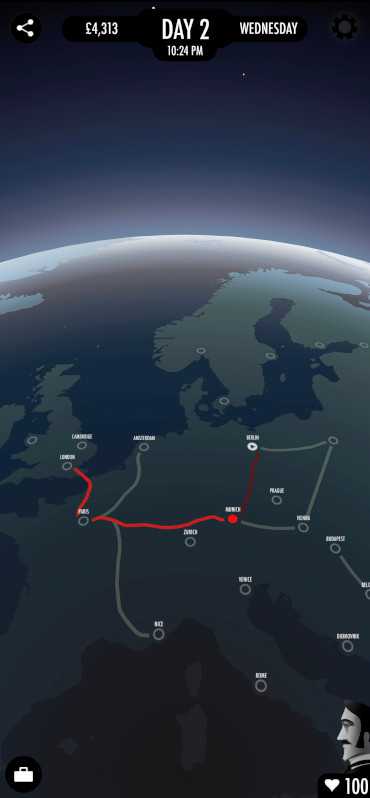 £4,313
DAY 2
WEDNESDAY
10:24 PM
CAMBRIDGE
AMSTERDAM
BERLIN
LONDON
PRAGUE
PARIS
MUNICH
VIENNA
ZURICH
BUDAPEST
VENICE
NICE
DUBROVNIK
ROME
100